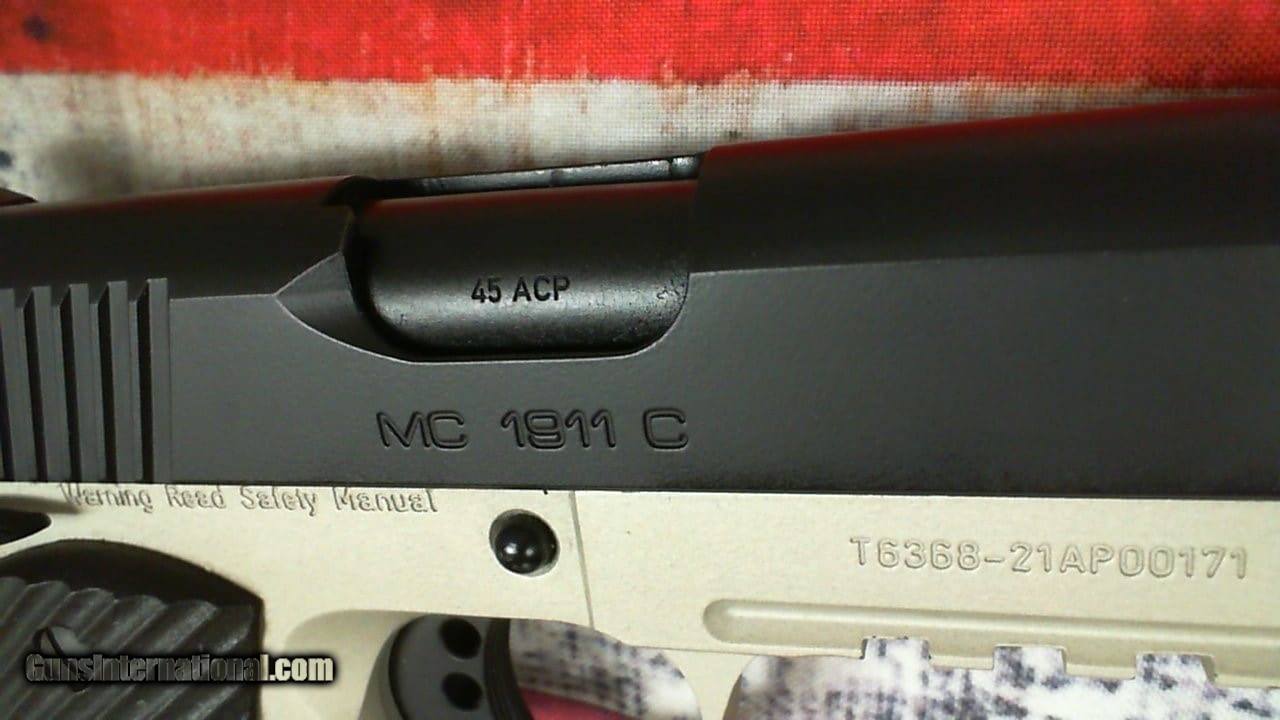 45 ACP
MC 1911 C
Warning Read Safety Manual
T6368-21AP00171
GunsInternational.com